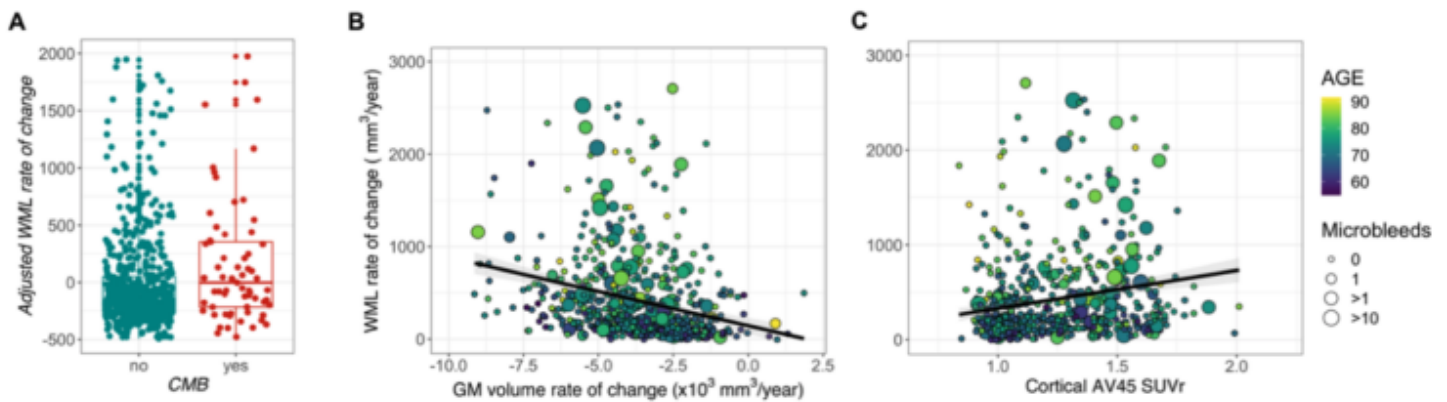 A
Adjusted WML rate of change
2000
1500
1000
500
0
-500
no
yes
CMB
B
WML rate of change ( mm³/year)
3000
2000
1000
0
-10.0
-7.5
-5.0
-2.5
0.0
2.5
GM volume rate of change (x10³ mm³/year)
C
3000
2000
1000
0
1.0
1.5
2.0
Cortical AV45 SUVr
AGE
90
80
70
60
Microbleeds
0
1
>1
>10